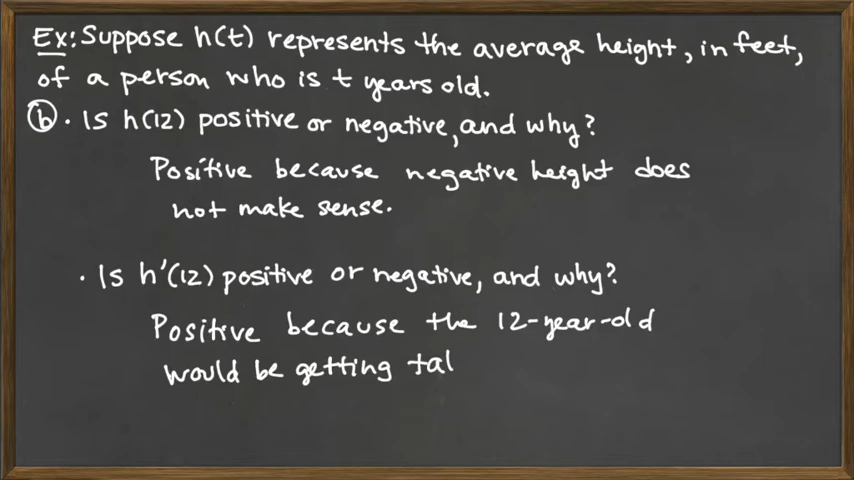 Ex: Suppose h(t) represents the average height, in feet,
of a person who is t years old.
(b) · Is h(12) positive or negative, and why?
Positive because negative height does
not make sense.
· Is h'(12) positive or negative, and why?
Positive because the 12-year-old
would be getting tal